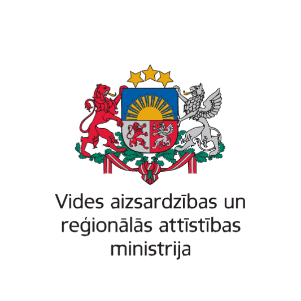 Vides aizsardzības un
reģionālās attīstības
ministrija